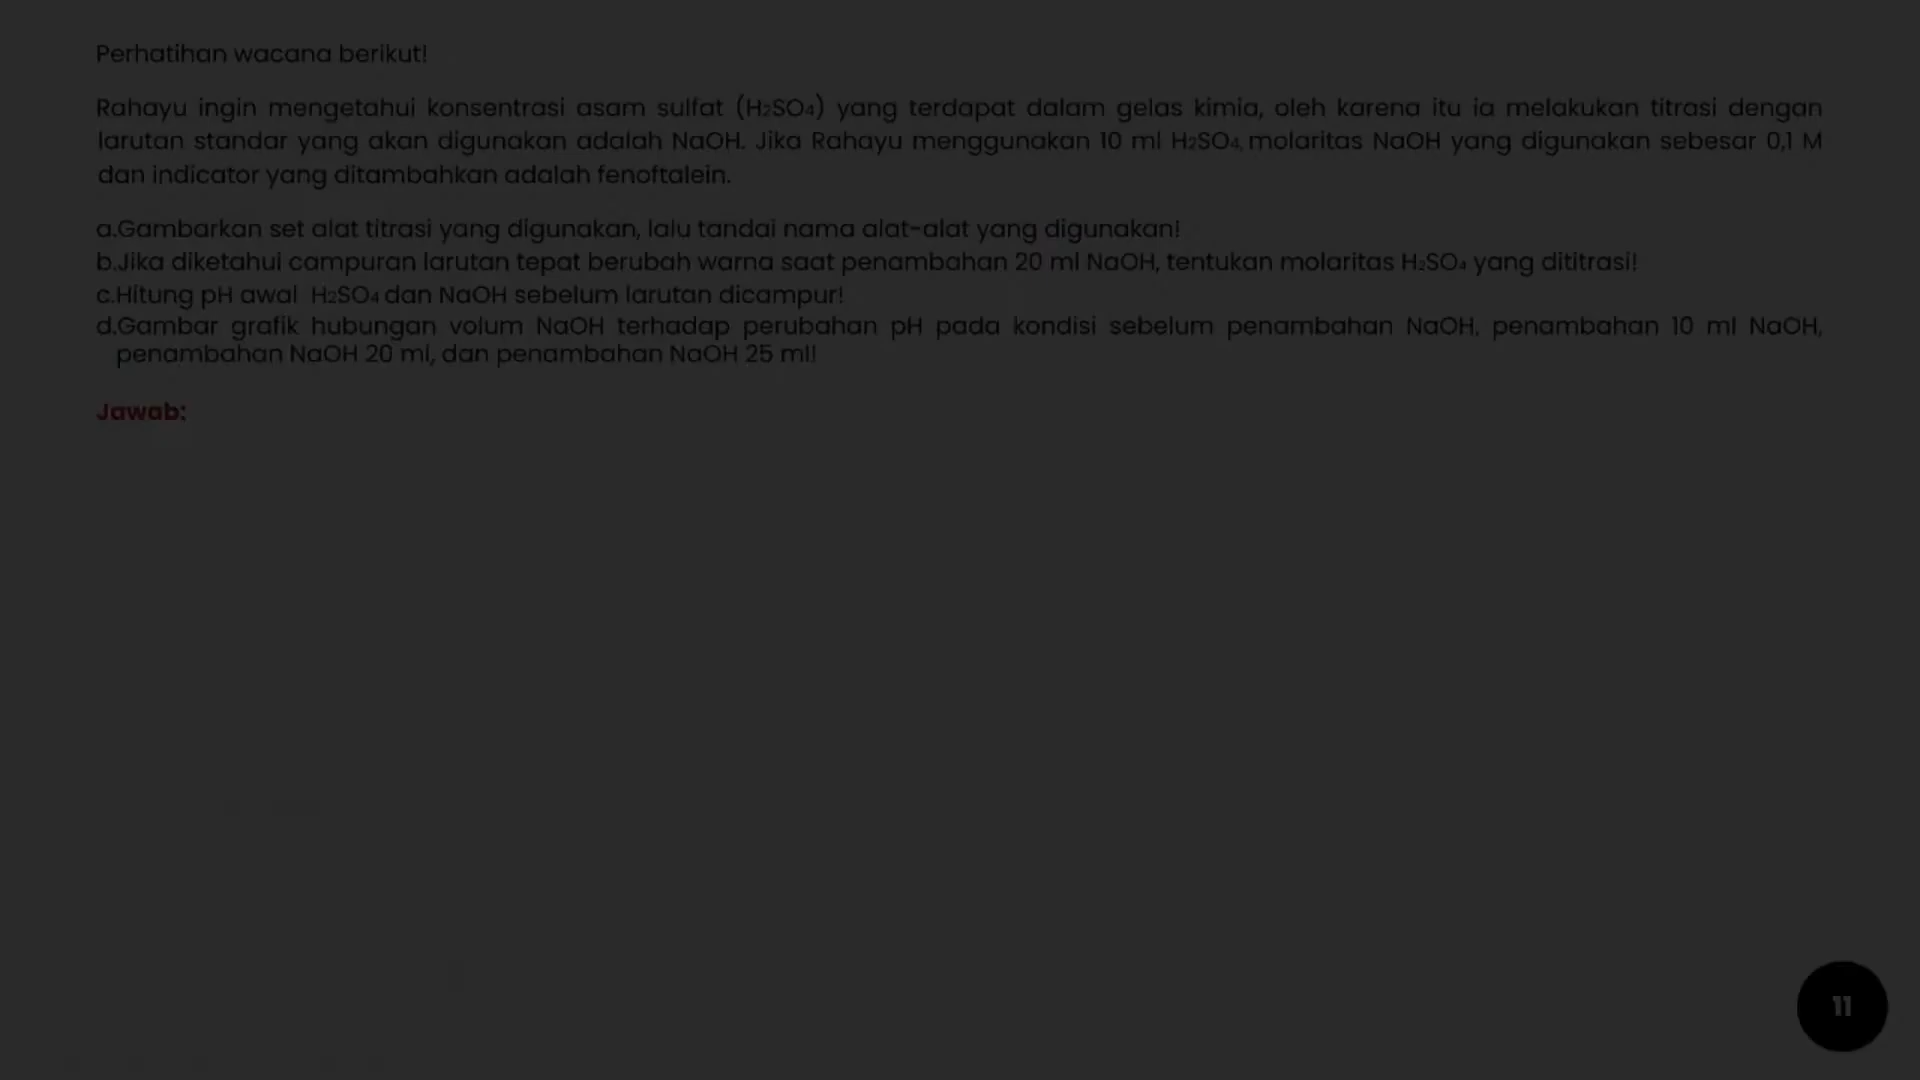 Perhatihan wacana berikut!
Rahayu ingin mengetahui konsentrasi asam sulfat (H₂SO₄) yang terdapat dalam gelas kimia, oleh karena itu ia melakukan titrasi dengan
larutan standar yang akan digunakan adalah NaOH. Jika Rahayu menggunakan 10 ml H₂SO₄, molaritas NaOH yang digunakan sebesar 0,1 M
dan indicator yang ditambahkan adalah fenoftalein.
a.Gambarkan set alat titrasi yang digunakan, lalu tandai nama alat-alat yang digunakan!
b.Jika diketahui campuran larutan tepat berubah warna saat penambahan 20 ml NaOH, tentukan molaritas H₂SO₄ yang dititrasi!
c.Hitung pH awal H₂SO₄ dan NaOH sebelum larutan dicampur!
d.Gambar grafik hubungan volum NaOH terhadap perubahan pH pada kondisi sebelum penambahan NaOH, penambahan 10 ml NaOH,
penambahan NaOH 20 ml, dan penambahan NaOH 25 ml!
Jawab:
11